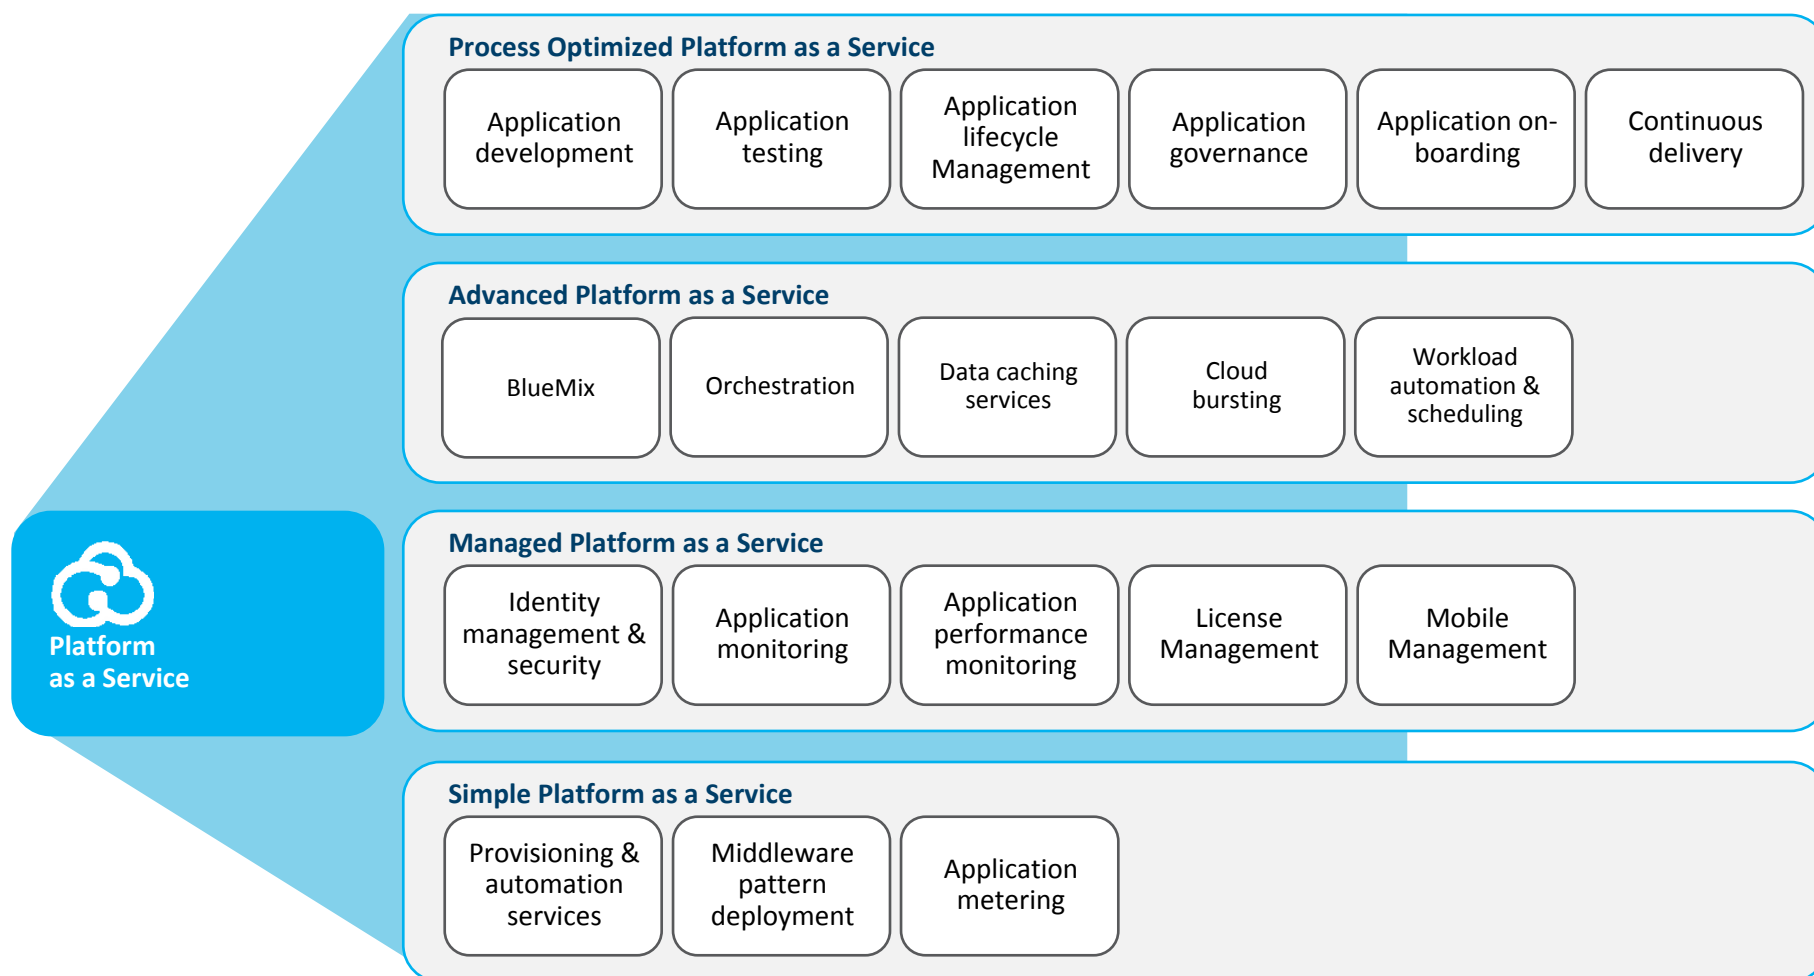 Process Optimized Platform as a Service
Application
development
Application
testing
Application
lifecycle
Management
Application
governance
Application on-
boarding
Continuous
delivery
Advanced Platform as a Service
BlueMix
Orchestration
Data caching
services
Cloud
bursting
Workload
automation &
scheduling
Platform
as a Service
Managed Platform as a Service
Identity
management &
security
Application
monitoring
Application
performance
monitoring
License
Management
Mobile
Management
Simple Platform as a Service
Provisioning &
automation
services
Middleware
pattern
deployment
Application
metering